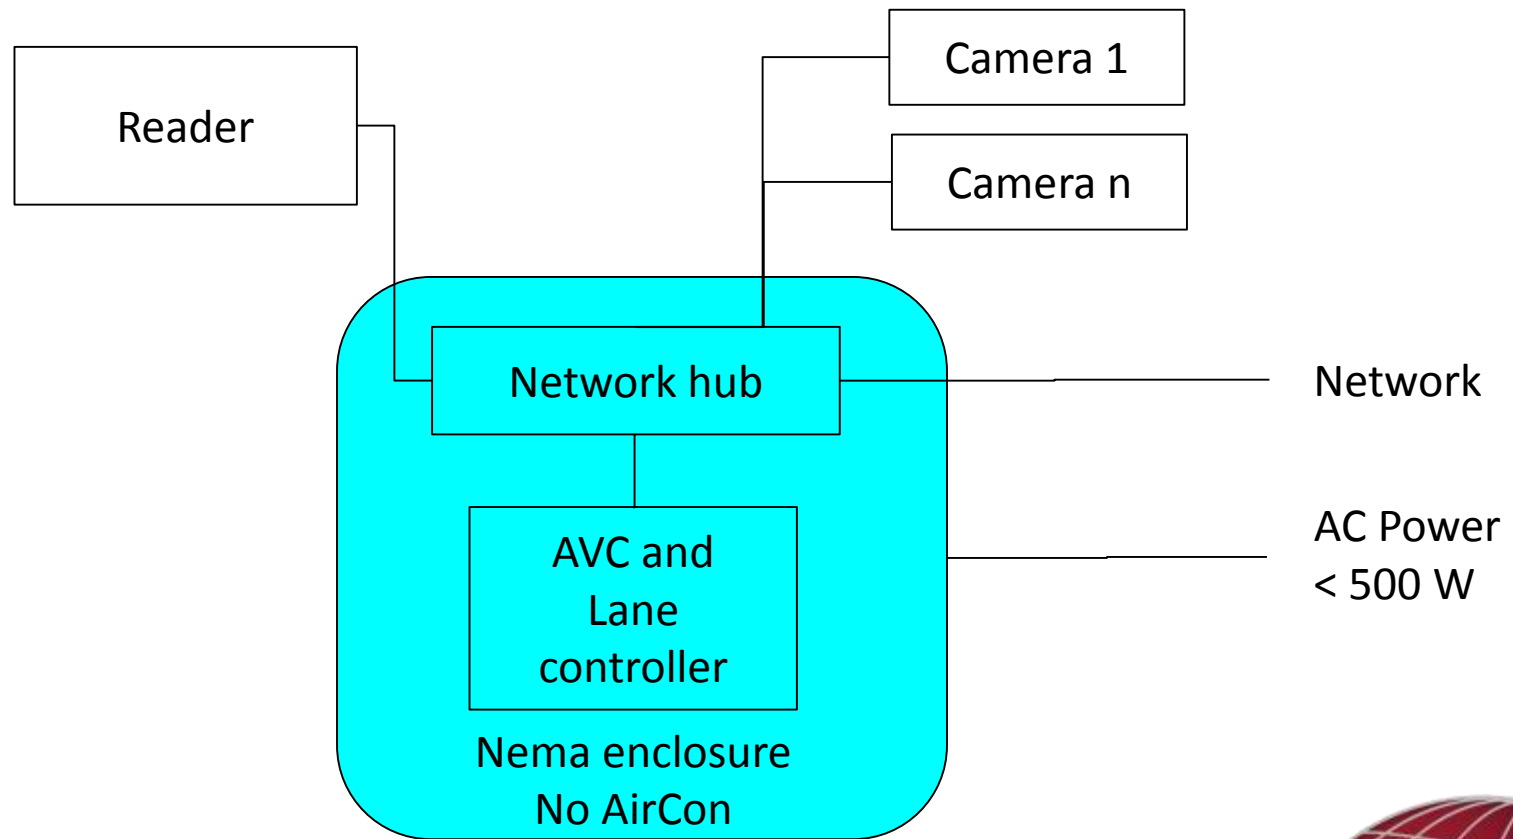 Camera 1
Reader
Camera n
Network hub
Network
AVC and
Lane
controller
AC Power
< 500 W
Nema enclosure
No AirCon